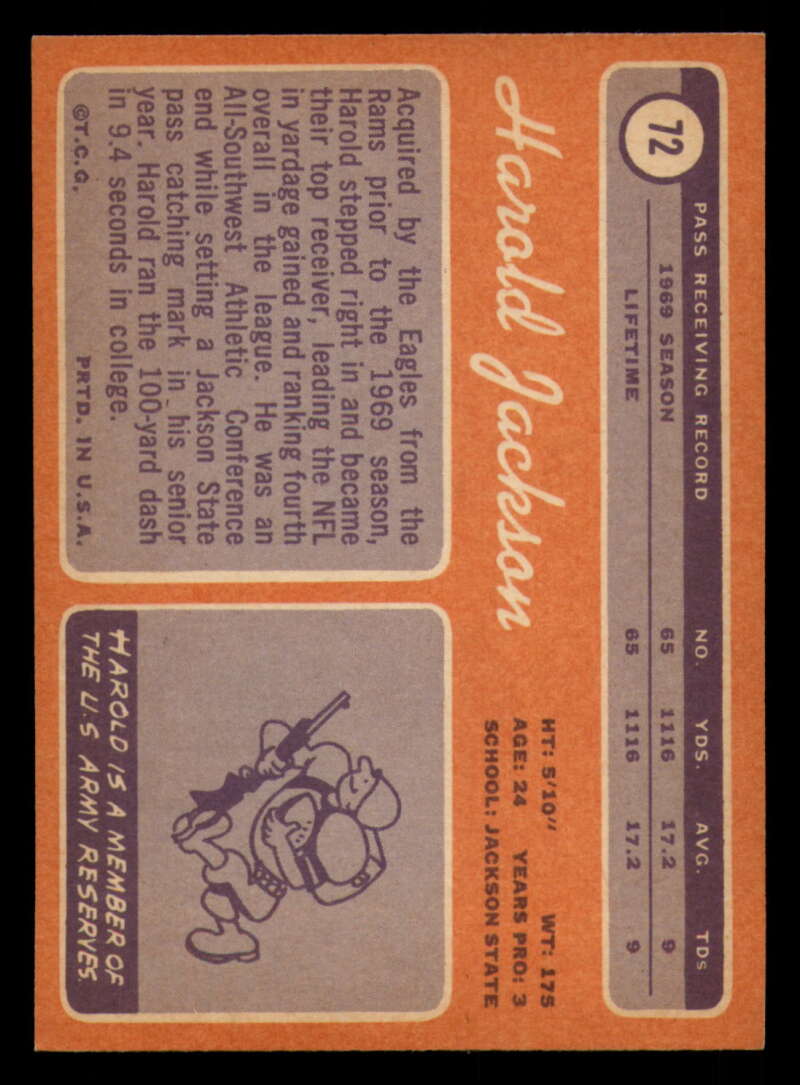 72
PASS RECEIVING RECORD NO. YDS. AVG. TDs
1969 SEASON 65 1116 17.2 9
LIFETIME 65 1116 17.2 9
Harold Jackson
HT: 5'10" WT: 175
AGE: 24 YEARS PRO: 3
SCHOOL: JACKSON STATE
Acquired by the Eagles from the
Rams prior to the 1969 season,
Harold stepped right in and became
their top receiver, leading the NFL
in yardage gained and ranking fourth
overall in the league. He was an
All-Southwest Athletic Conference
end while setting a Jackson State
pass catching mark in his senior
year. Harold ran the 100-yard dash
in 9.4 seconds in college.
©T.C.G. PRTD. IN U.S.A.
HAROLD IS A MEMBER OF
THE U.S ARMY RESERVES.